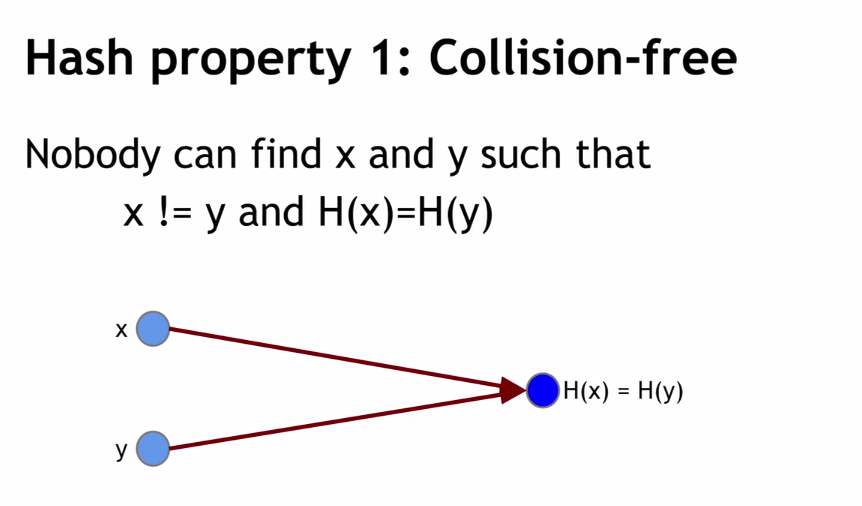 Hash property 1: Collision-free
Nobody can find x and y such that
x != y and H(x)=H(y)
x
H(x) = H(y)
y